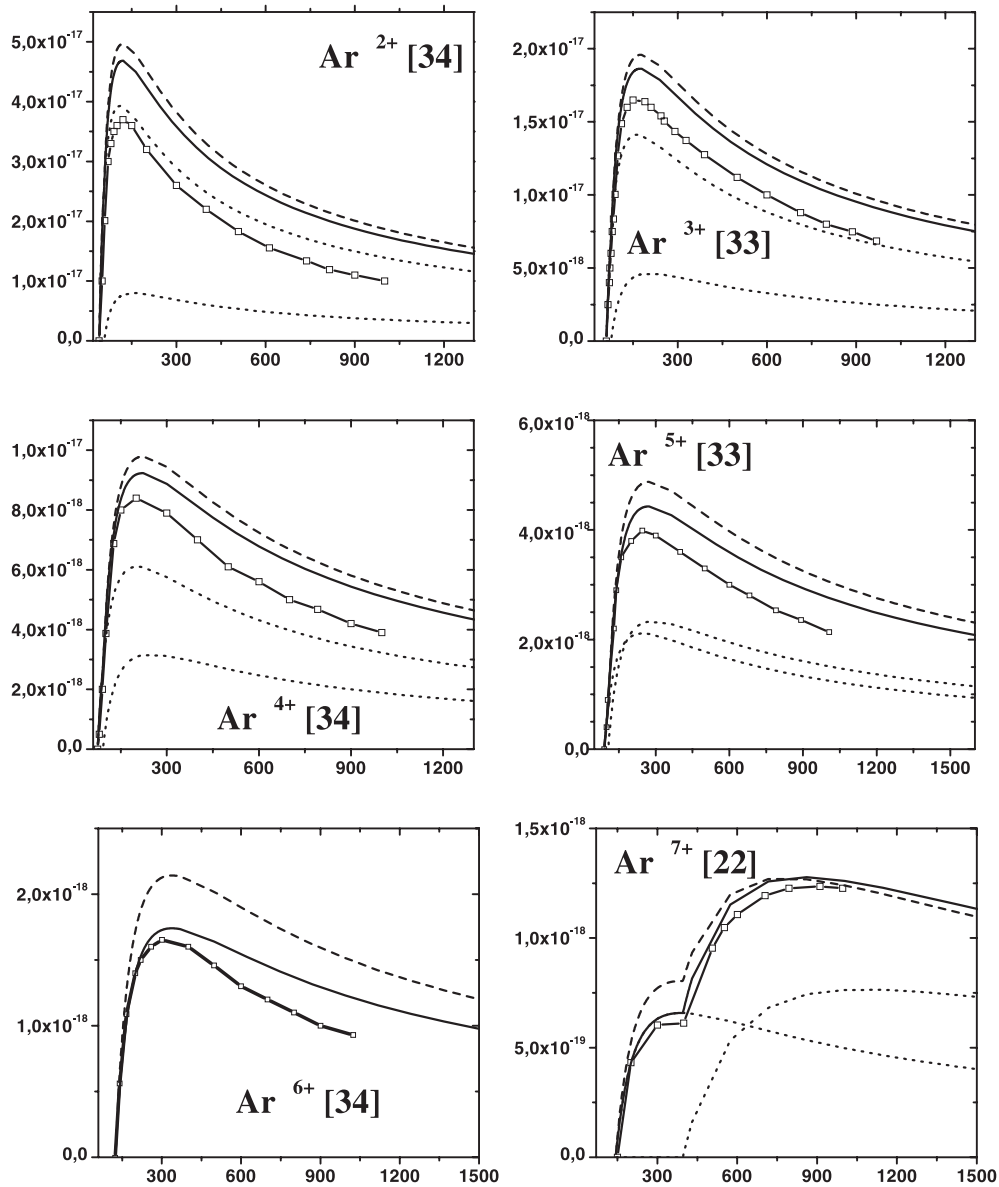 Ar 2+ [34]
5,0x10-17
4,0x10-17
3,0x10-17
2,0x10-17
1,0x10-17
0,0
300 600 900 1200
Ar 3+ [33]
2,0x10-17
1,5x10-17
1,0x10-17
5,0x10-18
0,0
300 600 900 1200
Ar 4+ [34]
1,0x10-17
8,0x10-18
6,0x10-18
4,0x10-18
2,0x10-18
0,0
300 600 900 1200
Ar 5+ [33]
6,0x10-18
4,0x10-18
2,0x10-18
0,0
300 600 900 1200 1500
Ar 6+ [34]
2,0x10-18
1,0x10-18
0,0
300 600 900 1200 1500
Ar 7+ [22]
1,5x10-18
1,0x10-18
5,0x10-19
0,0
300 600 900 1200 1500